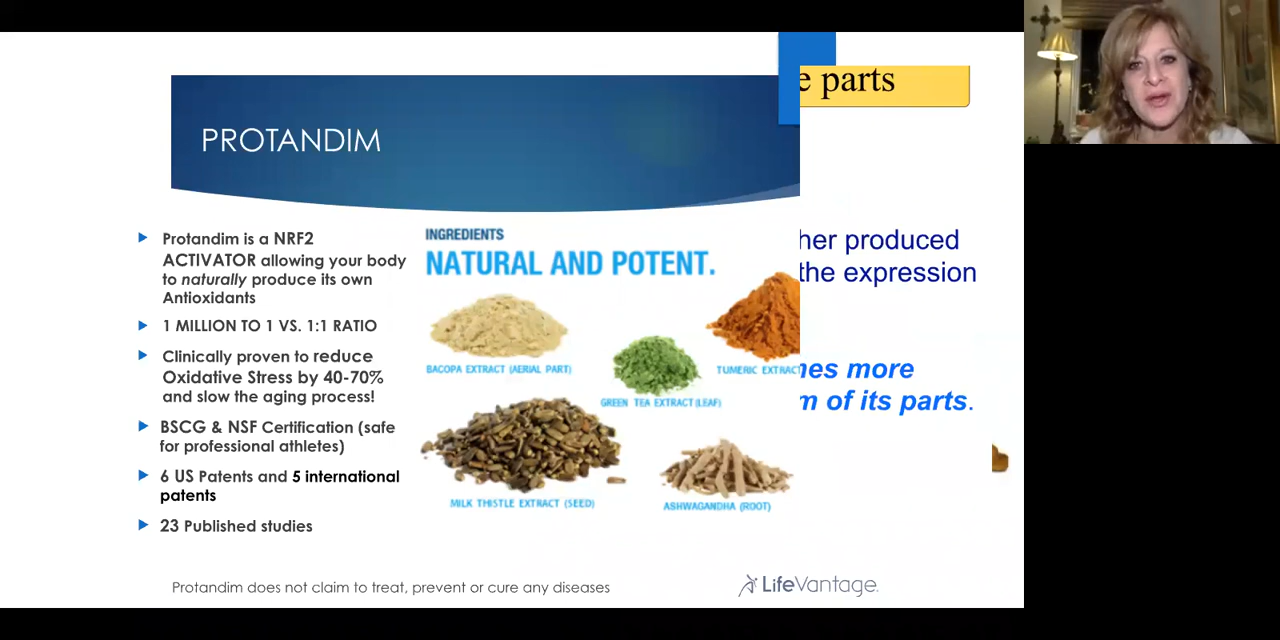 e parts
PROTANDIM
Protandim is a NRF2
ACTIVATOR allowing your body
to naturally produce its own
Antioxidants
1 MILLION TO 1 VS. 1:1 RATIO
Clinically proven to reduce
Oxidative Stress by 40-70%
and slow the aging process!
BSCG & NSF Certification (safe
for professional athletes)
6 US Patents and 5 international
patents
23 Published studies
INGREDIENTS
NATURAL AND POTENT.
BACOPA EXTRACT (AERIAL PART)
GREEN TEA EXTRACT (LEAF)
TUMERIC EXTRACT
MILK THISTLE EXTRACT (SEED)
ASHWAGANDHA (ROOT)
her produced
the expression
nes more
m of its parts.
Protandim does not claim to treat, prevent or cure any diseases
LifeVantage.